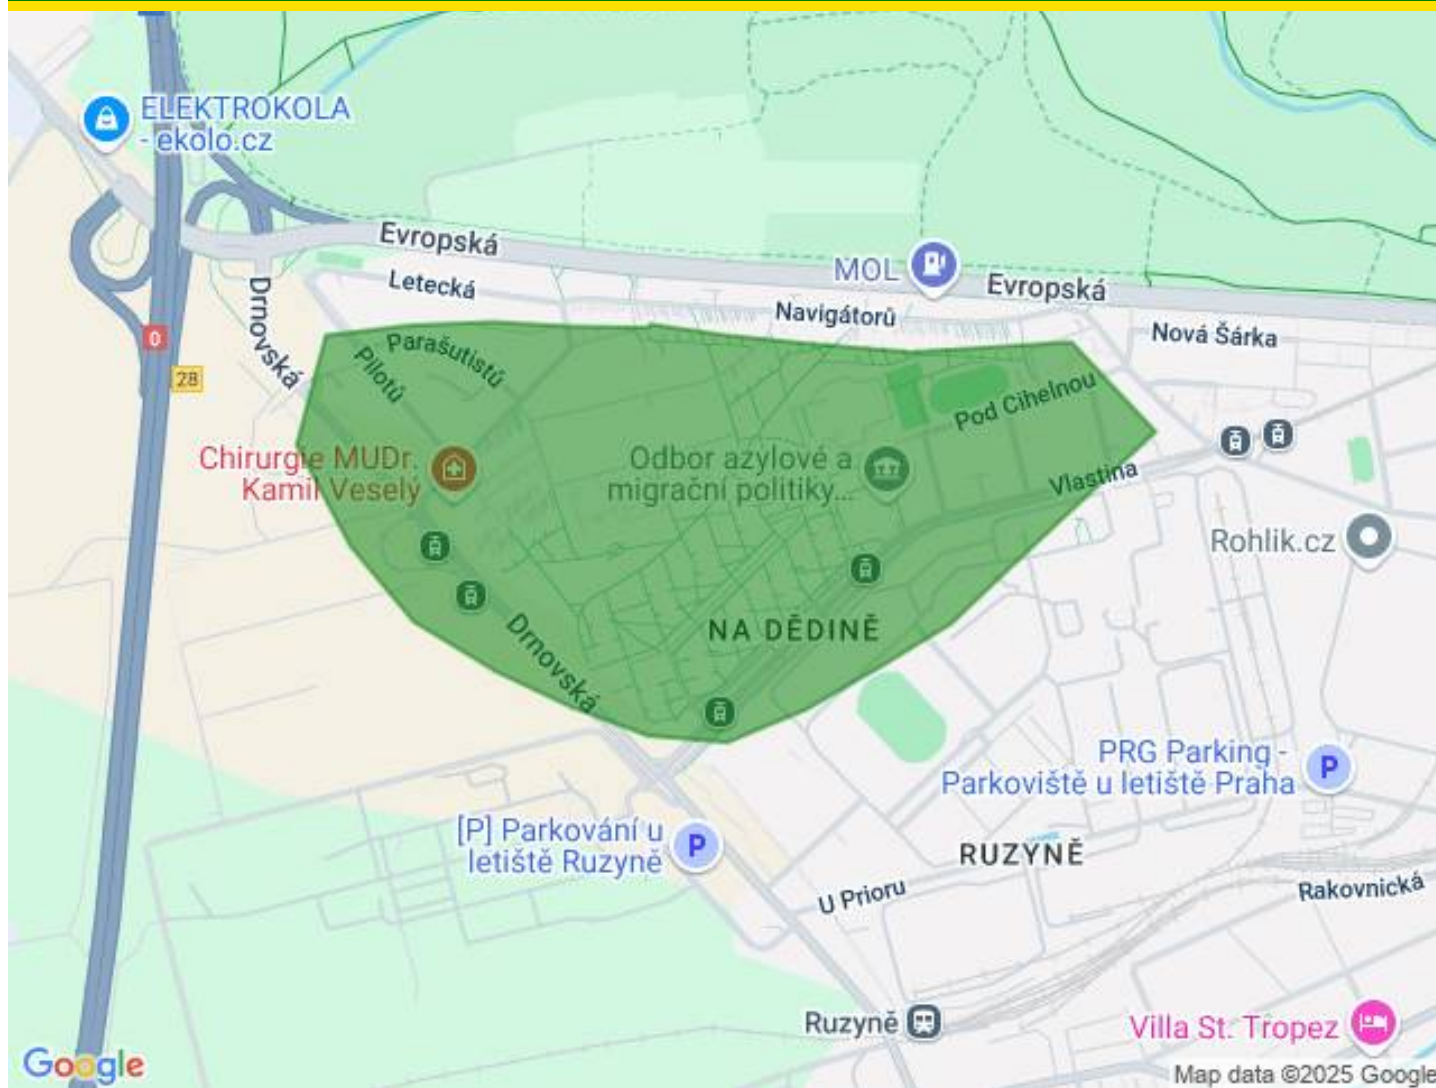 ELEKTROKOLA
- ekolo.cz
Evropská
Letecká
MOL
Evropská
Navigátorů
Nová Šárka
Drnovská
0
28
Parašutistů
Pilotů
Pod Cihelnou
Chirurgie MUDr.
Kamil Veselý
Odbor azylové a
migrační politiky...
Vlastina
Rohlik.cz
NA DĚDINĚ
Drnovská
PRG Parking -
Parkoviště u letiště Praha
P
[P] Parkování u
letiště Ruzyně
P
RUZYNĚ
U Prioru
Rakovnická
Ruzyně
Villa St. Tropez
Google
Map data ©2025 Google